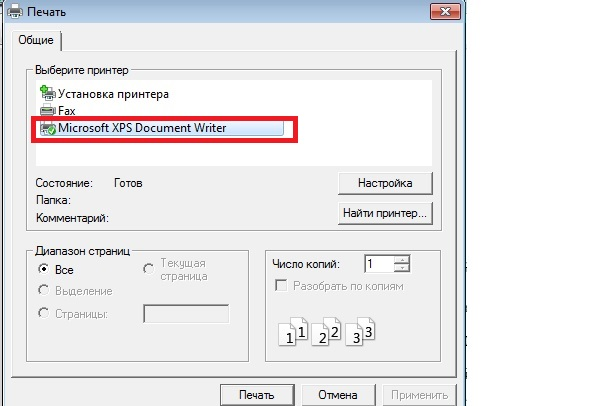 Печать
Общие
Выберите принтер
Установка принтера
Fax
Microsoft XPS Document Writer
Состояние: Готов
Настройка
Папка:
Комментарий:
Найти принтер...
Диапазон страниц
Все
Текущая
страница
Выделение
Страницы:
Число копий: 1
Разобрать по копиям
1 1 2 2 3 3
Печать Отмена Применить